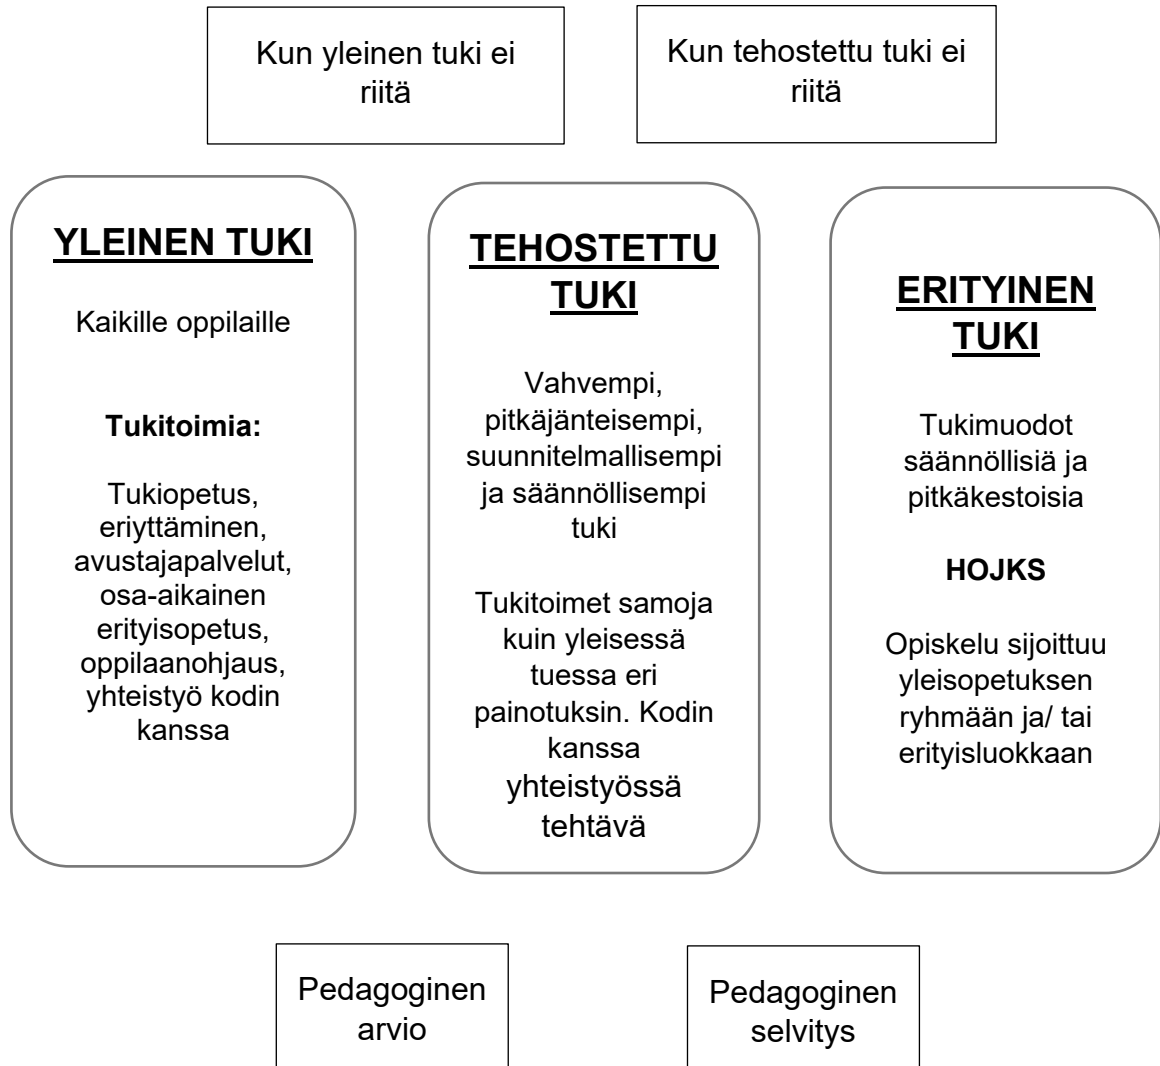 Kun yleinen tuki ei
riitä
Kun tehostettu tuki ei
riitä
YLEINEN TUKI
Kaikille oppilaille
Tukitoimia:
Tukiopetus,
eriyttäminen,
avustajapalvelut,
osa-aikainen
erityisopetus,
oppilaanohjaus,
yhteistyö kodin
kanssa
TEHOSTETTU
TUKI
Vahvempi,
pitkäjänteisempi,
suunnitelmallisempi
ja säännöllisempi
tuki
Tukitoimet samoja
kuin yleisessä
tuessa eri
painotuksin. Kodin
kanssa
yhteistyössä
tehtävä
ERITYINEN
TUKI
Tukimuodot
säännöllisiä ja
pitkäkestoisia
HOJKS
Opiskelu sijoittuu
yleisopetuksen
ryhmään ja/ tai
erityisluokkaan
Pedagoginen
arvio
Pedagoginen
selvitys